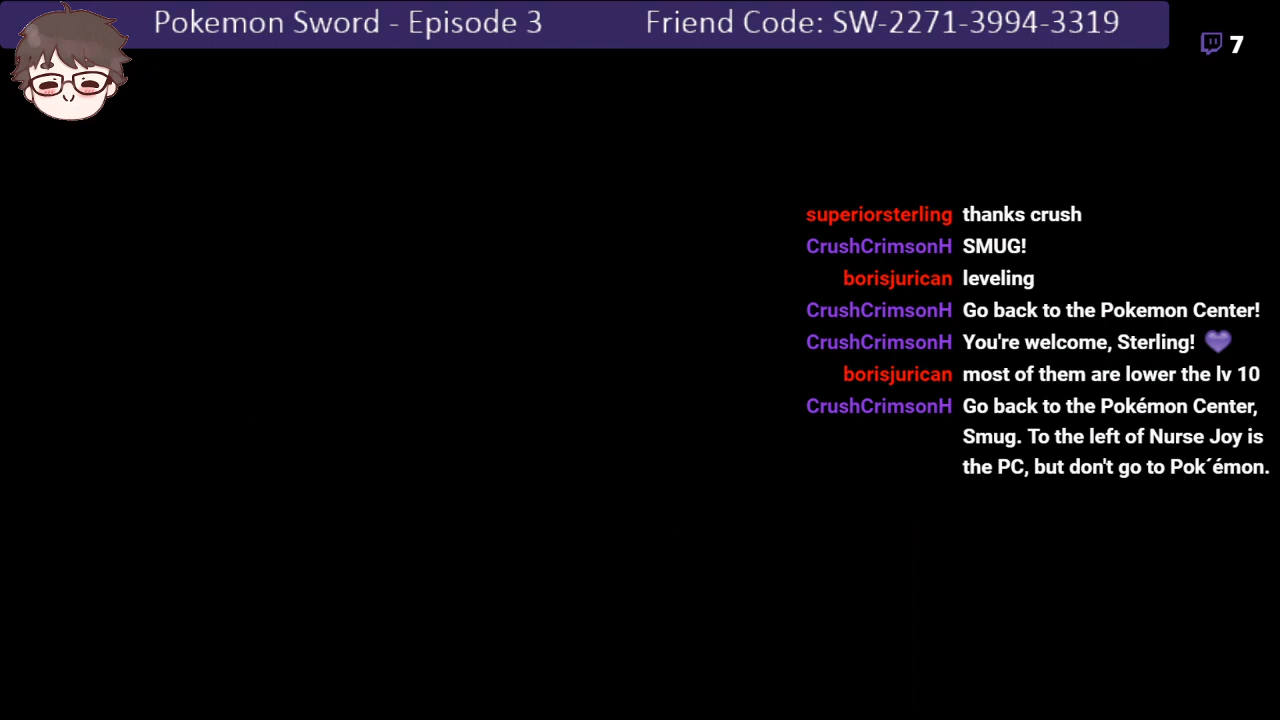 Pokemon Sword - Episode 3 Friend Code: SW-2271-3994-3319
7
superiorsterling thanks crush
CrushCrimsonH SMUG!
borisjurican leveling
CrushCrimsonH Go back to the Pokemon Center!
CrushCrimsonH You're welcome, Sterling! 💜
borisjurican most of them are lower the lv 10
CrushCrimsonH Go back to the Pokémon Center,
Smug. To the left of Nurse Joy is
the PC, but don't go to Pok´émon.